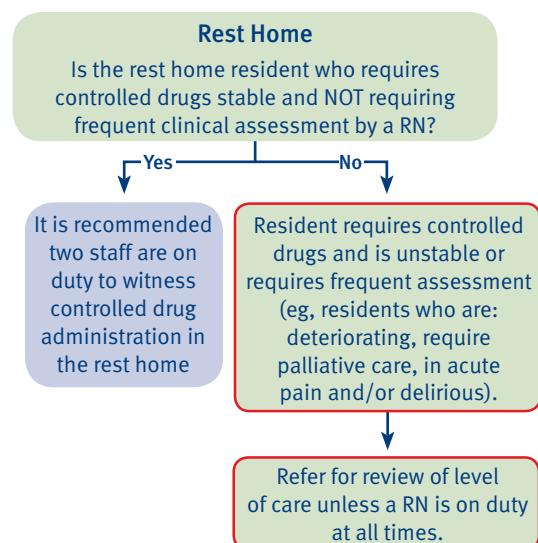 Rest Home
Is the rest home resident who requires
controlled drugs stable and NOT requiring
frequent clinical assessment by a RN?
Yes
No
It is recommended
two staff are on
duty to witness
controlled drug
administration in
the rest home
Resident requires controlled
drugs and is unstable or
requires frequent assessment
(eg, residents who are:
deteriorating, require
palliative care, in acute
pain and/or delirious).
Refer for review of level
of care unless a RN is on duty
at all times.